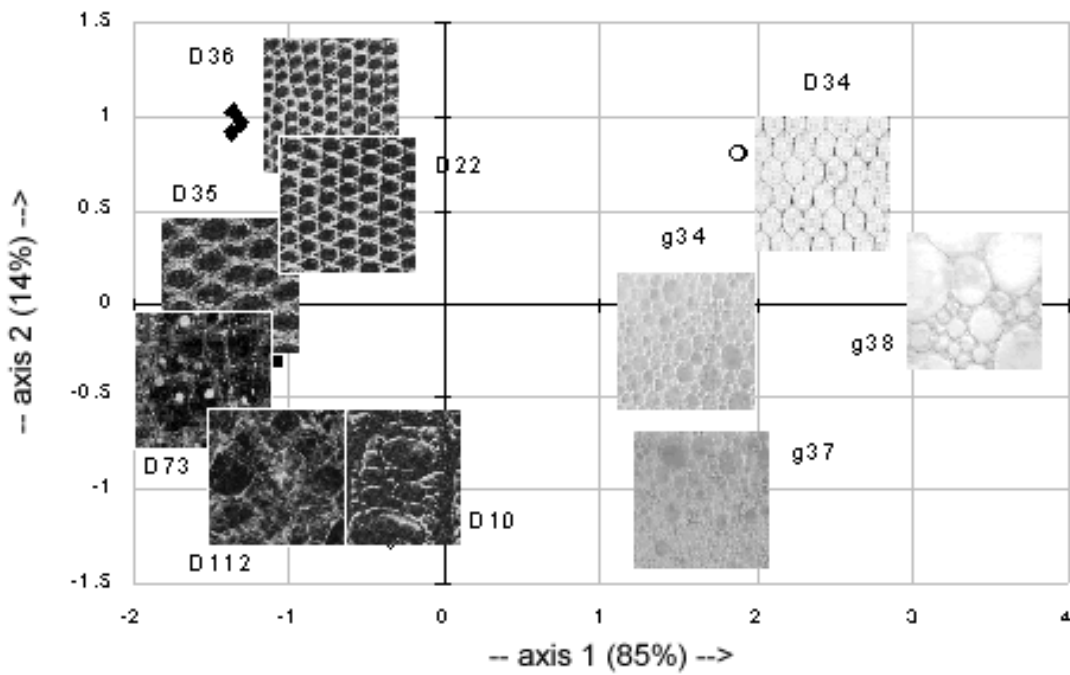 1.5
D36
D34
1
D22
D35
0.5
g34
0
g38
-0.5
g37
D73
-1
D10
D112
-1.5
-2 -1 0 1 2 3 4
-- axis 2 (14%) -->
-- axis 1 (85%) -->